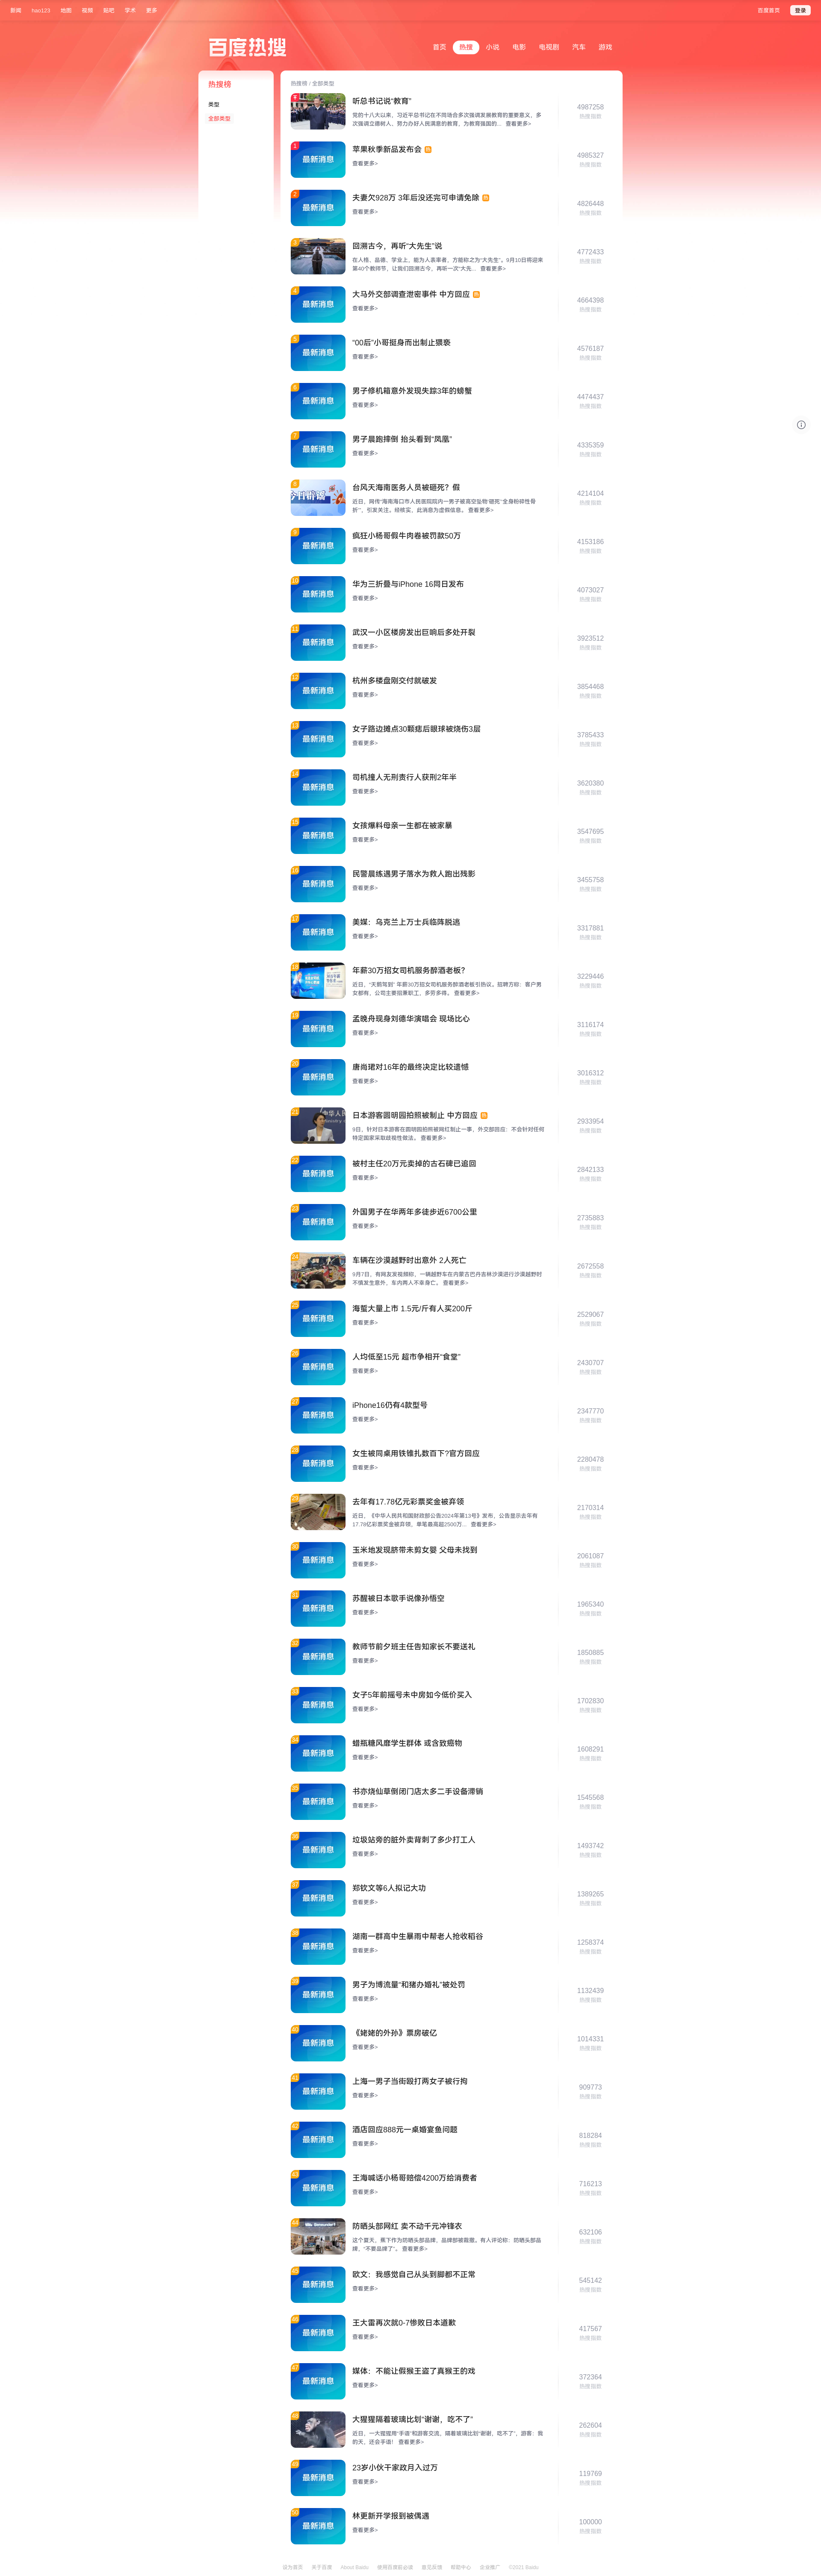 新闻 hao123 地图 视频 贴吧 学术 更多 百度首页 登录
百度热搜
首页 热搜 小说 电影 电视剧 汽车 游戏
热搜榜
类型
全部类型
热搜榜 / 全部类型
听总书记说“教育”
党的十八大以来，习近平总书记在不同场合多次强调发展教育的重要意义，多
次强调立德树人、努力办好人民满意的教育，为教育强国的... 查看更多>
4987258
热搜指数
1
最新消息
苹果秋季新品发布会 热
查看更多>
4985327
热搜指数
2
最新消息
夫妻欠928万 3年后没还完可申请免除 热
查看更多>
4826448
热搜指数
3
回溯古今，再听“大先生”说
在人格、品德、学业上，能为人表率者，方能称之为“大先生”。9月10日将迎来
第40个教师节，让我们回溯古今，再听一次“大先... 查看更多>
4772433
热搜指数
4
最新消息
大马外交部调查泄密事件 中方回应 热
查看更多>
4664398
热搜指数
5
最新消息
“00后”小哥挺身而出制止猥亵
查看更多>
4576187
热搜指数
6
最新消息
男子修机箱意外发现失踪3年的螃蟹
查看更多>
4474437
热搜指数
7
最新消息
男子晨跑摔倒 抬头看到“凤凰”
查看更多>
4335359
热搜指数
8
今日辟谣
台风天海南医务人员被砸死？假
近日，网传“海南海口市人民医院院内一男子被高空坠物‘砸死’‘全身粉碎性骨
折’”，引发关注。经核实，此消息为虚假信息。 查看更多>
4214104
热搜指数
9
最新消息
疯狂小杨哥假牛肉卷被罚款50万
查看更多>
4153186
热搜指数
10
最新消息
华为三折叠与iPhone 16同日发布
查看更多>
4073027
热搜指数
11
最新消息
武汉一小区楼房发出巨响后多处开裂
查看更多>
3923512
热搜指数
12
最新消息
杭州多楼盘刚交付就破发
查看更多>
3854468
热搜指数
13
最新消息
女子路边摊点30颗痣后眼球被烧伤3层
查看更多>
3785433
热搜指数
14
最新消息
司机撞人无刑责行人获刑2年半
查看更多>
3620380
热搜指数
15
最新消息
女孩爆料母亲一生都在被家暴
查看更多>
3547695
热搜指数
16
最新消息
民警晨练遇男子落水为救人跑出残影
查看更多>
3455758
热搜指数
17
最新消息
美媒：乌克兰上万士兵临阵脱逃
查看更多>
3317881
热搜指数
18
年薪30万招女司机服务醉酒老板？
近日，“天鹅驾到” 年薪30万招女司机服务醉酒老板引热议。招聘方称：客户男
女都有，公司主要招兼职工，多劳多得。 查看更多>
3229446
热搜指数
19
最新消息
孟晚舟现身刘德华演唱会 现场比心
查看更多>
3116174
热搜指数
20
最新消息
唐尚珺对16年的最终决定比较遗憾
查看更多>
3016312
热搜指数
21
日本游客圆明园拍照被制止 中方回应 热
9日，针对日本游客在圆明园拍照被网红制止一事，外交部回应：不会针对任何
特定国家采取歧视性做法。 查看更多>
2933954
热搜指数
22
最新消息
被村主任20万元卖掉的古石碑已追回
查看更多>
2842133
热搜指数
23
最新消息
外国男子在华两年多徒步近6700公里
查看更多>
2735883
热搜指数
24
车辆在沙漠越野时出意外 2人死亡
9月7日，有网友发视频称，一辆越野车在内蒙古巴丹吉林沙漠进行沙漠越野时
不慎发生意外，车内两人不幸身亡。 查看更多>
2672558
热搜指数
25
最新消息
海蜇大量上市 1.5元/斤有人买200斤
查看更多>
2529067
热搜指数
26
最新消息
人均低至15元 超市争相开“食堂”
查看更多>
2430707
热搜指数
27
最新消息
iPhone16仍有4款型号
查看更多>
2347770
热搜指数
28
最新消息
女生被同桌用铁锥扎数百下?官方回应
查看更多>
2280478
热搜指数
29
去年有17.78亿元彩票奖金被弃领
近日，《中华人民共和国财政部公告2024年第13号》发布，公告显示去年有
17.78亿彩票奖金被弃领，单笔最高超2500万... 查看更多>
2170314
热搜指数
30
最新消息
玉米地发现脐带未剪女婴 父母未找到
查看更多>
2061087
热搜指数
31
最新消息
苏醒被日本歌手说像孙悟空
查看更多>
1965340
热搜指数
32
最新消息
教师节前夕班主任告知家长不要送礼
查看更多>
1850885
热搜指数
33
最新消息
女子5年前摇号未中房如今低价买入
查看更多>
1702830
热搜指数
34
最新消息
蜡瓶糖风靡学生群体 或含致癌物
查看更多>
1608291
热搜指数
35
最新消息
书亦烧仙草倒闭门店太多二手设备滞销
查看更多>
1545568
热搜指数
36
最新消息
垃圾站旁的脏外卖背刺了多少打工人
查看更多>
1493742
热搜指数
37
最新消息
郑钦文等6人拟记大功
查看更多>
1389265
热搜指数
38
最新消息
湖南一群高中生暴雨中帮老人抢收稻谷
查看更多>
1258374
热搜指数
39
最新消息
男子为博流量“和猪办婚礼”被处罚
查看更多>
1132439
热搜指数
40
最新消息
《姥姥的外孙》票房破亿
查看更多>
1014331
热搜指数
41
最新消息
上海一男子当街殴打两女子被行拘
查看更多>
909773
热搜指数
42
最新消息
酒店回应888元一桌婚宴鱼问题
查看更多>
818284
热搜指数
43
最新消息
王海喊话小杨哥赔偿4200万给消费者
查看更多>
716213
热搜指数
44
防晒头部网红 卖不动千元冲锋衣
这个夏天，蕉下作为防晒头部品牌，品牌部被裁撤。有人评论称：防晒头部品
牌，“不要品牌了”。 查看更多>
632106
热搜指数
45
最新消息
欧文：我感觉自己从头到脚都不正常
查看更多>
545142
热搜指数
46
最新消息
王大雷再次就0-7惨败日本道歉
查看更多>
417567
热搜指数
47
最新消息
媒体：不能让假猴王盗了真猴王的戏
查看更多>
372364
热搜指数
48
大猩猩隔着玻璃比划“谢谢，吃不了”
近日，一大猩猩用“手语”和游客交流，隔着玻璃比划“谢谢，吃不了”，游客：我
的天，还会手语！ 查看更多>
262604
热搜指数
49
最新消息
23岁小伙干家政月入过万
查看更多>
119769
热搜指数
50
最新消息
林更新开学报到被偶遇
查看更多>
100000
热搜指数
设为首页 关于百度 About Baidu 使用百度前必读 意见反馈 帮助中心 企业推广 ©2021 Baidu